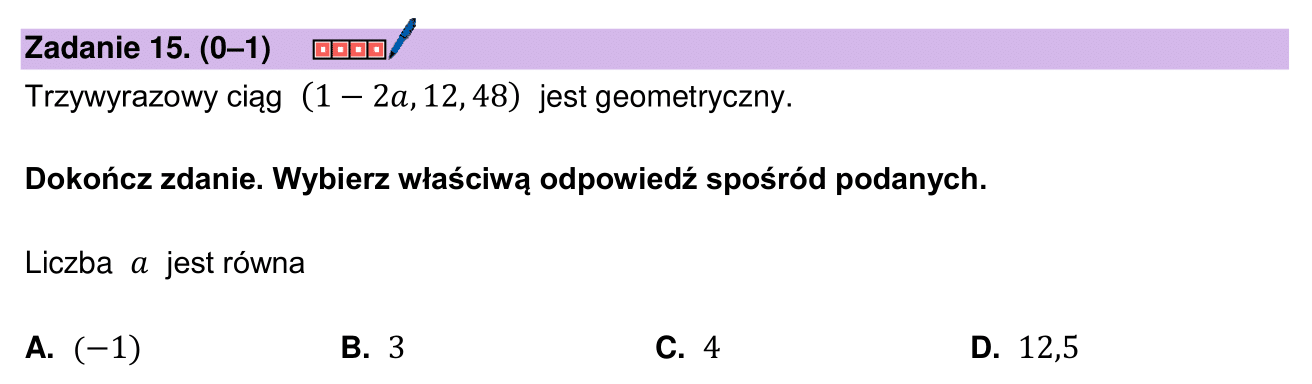 Zadanie 15. (0–1)
Trzywyrazowy ciąg (1 − 2a, 12, 48) jest geometryczny.
Dokończ zdanie. Wybierz właściwą odpowiedź spośród podanych.
Liczba a jest równa
A. (−1) B. 3 C. 4 D. 12,5